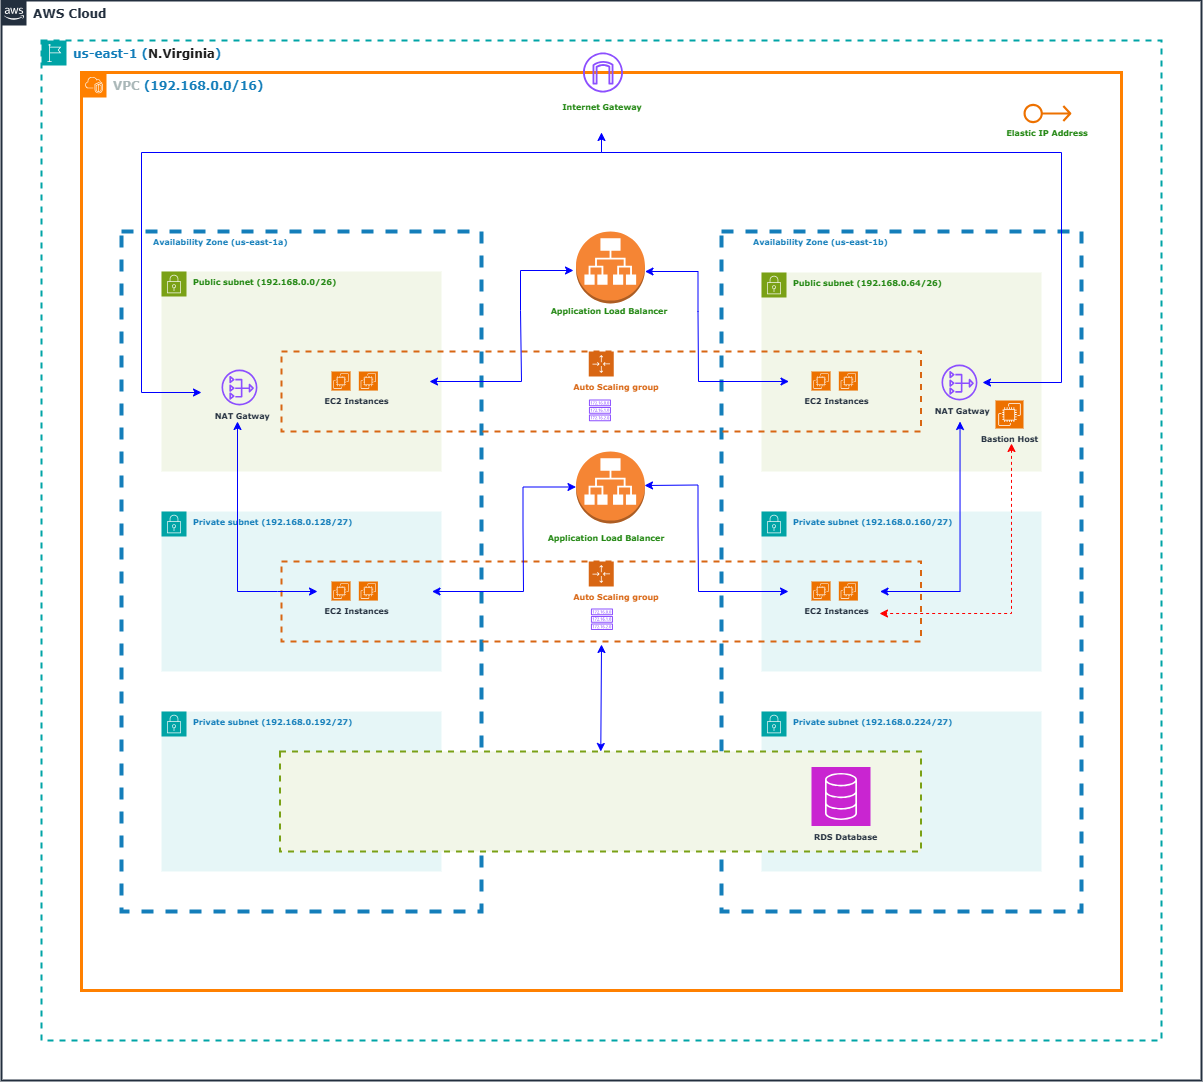 aws
AWS Cloud
us-east-1 (N.Virginia)
VPC (192.168.0.0/16)
Internet Gateway
Elastic IP Address
Availability Zone (us-east-1a)
Availability Zone (us-east-1b)
Public subnet (192.168.0.0/26)
Public subnet (192.168.0.64/26)
Application Load Balancer
Auto Scaling group
EC2 Instances
EC2 Instances
NAT Gatway
NAT Gatway
Bastion Host
Private subnet (192.168.0.128/27)
Private subnet (192.168.0.160/27)
Application Load Balancer
Auto Scaling group
EC2 Instances
EC2 Instances
Private subnet (192.168.0.192/27)
Private subnet (192.168.0.224/27)
RDS Database